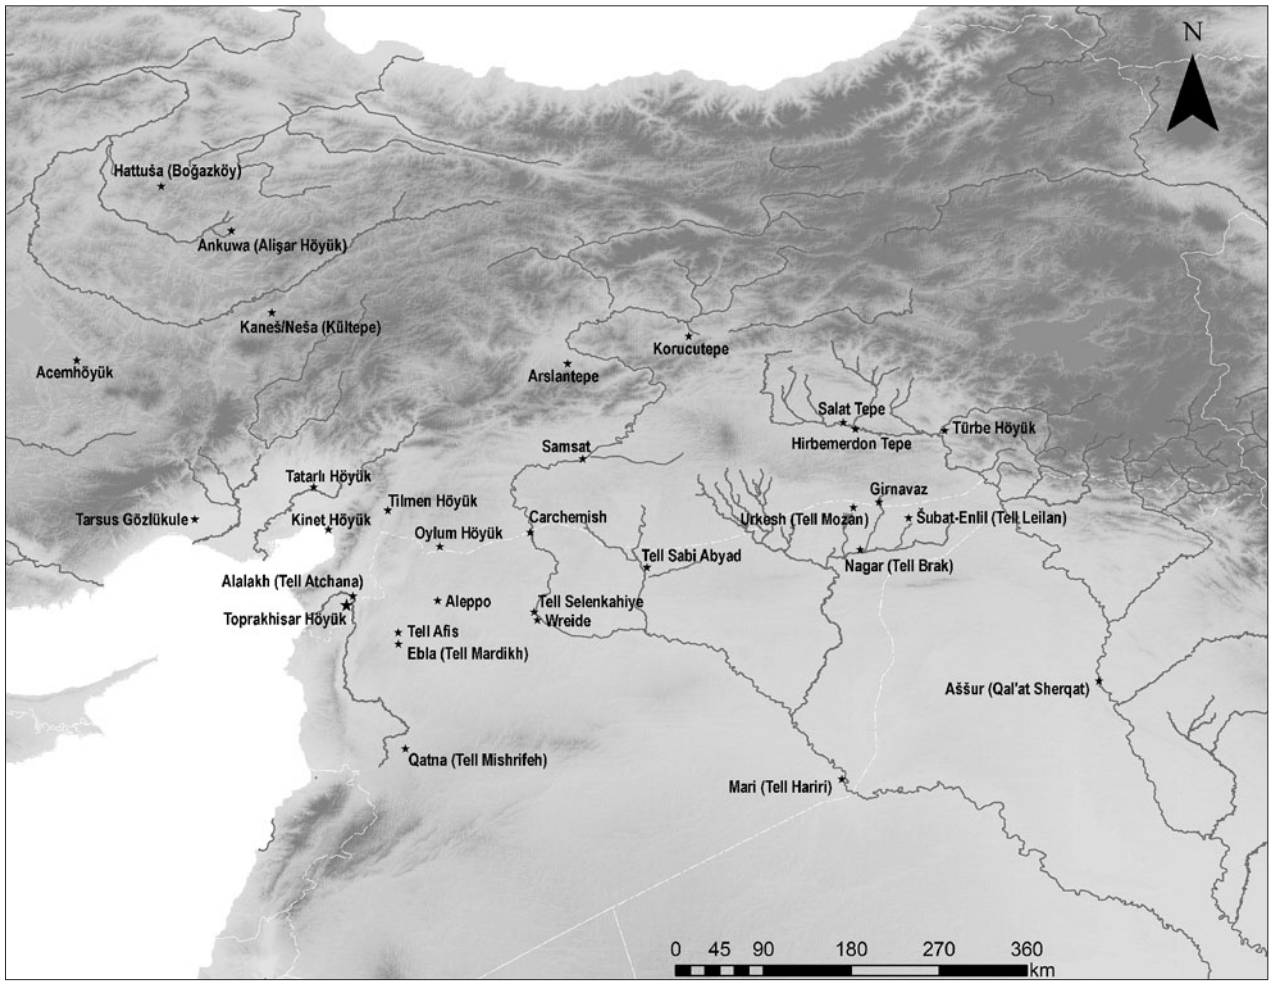 N
Hattuša (Boğazköy)
Ankuwa (Alişar Höyük)
Kaneš/Neša (Kültepe)
Acemhöyük
Korucutepe
Arslantepe
Salat Tepe
Hirbemerdon Tepe
Türbe Höyük
Samsat
Tatarlı Höyük
Tilmen Höyük
Girnavaz
Tarsus Gözlükule
Kinet Höyük
Carchemish
Urkesh (Tell Mozan)
Šubat-Enlil (Tell Leilan)
Oylum Höyük
Tell Sabi Abyad
Nagar (Tell Brak)
Alalakh (Tell Atchana)
Aleppo
Tell Selenkahiye
Toprakhisar Höyük
Wreide
Tell Afis
Ebla (Tell Mardikh)
Aššur (Qal'at Sherqat)
Qatna (Tell Mishrifeh)
Mari (Tell Hariri)
0 45 90 180 270 360
km